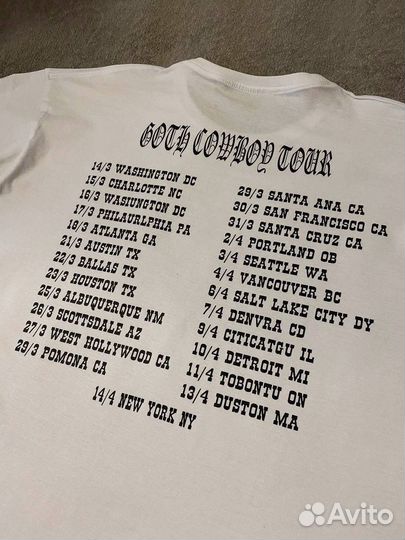 GOTH COWBOY TOUR
14/3 WASHINGTON DC
15/3 CHARLOTTE NC
16/3 WASIUNGTON DC
17/3 PHILAURLPHIA PA
18/3 ATLANTA GA
21/3 AUSTIN TX
22/3 BALLAS TX
23/3 HOUSTON TX
25/3 ALBUQUERQUE NM
26/3 SCOTTSDALE AZ
27/3 WEST HOLLYWOOD CA
29/3 POMONA CA
29/3 SANTA ANA CA
30/3 SAN FRANCISCO CA
31/3 SANTA CRUZ CA
2/4 PORTLAND OB
3/4 SEATTLE WA
4/4 VANCOUVER BC
6/4 SALT LAKE CITY DY
7/4 DENVRA CD
9/4 CITICATGU IL
10/4 DETROIT MI
11/4 TOBONTU ON
13/4 DUSTON MA
14/4 NEW YORK NY
Avito